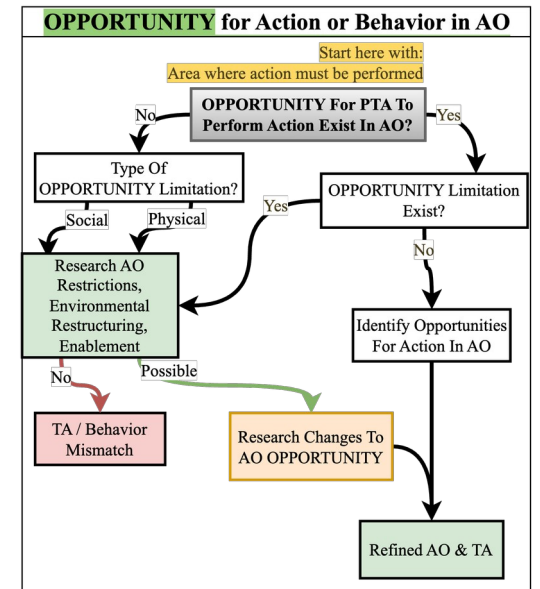 OPPORTUNITY for Action or Behavior in AO
Start here with:
Area where action must be performed
OPPORTUNITY For PTA To
Perform Action Exist In AO?
No
Yes
Type Of
OPPORTUNITY Limitation?
OPPORTUNITY Limitation
Exist?
Social
Physical
Yes
No
Research AO
Restrictions,
Environmental
Restructuring,
Enablement
Identify Opportunities
For Action In AO
No
Possible
TA / Behavior
Mismatch
Research Changes To
AO OPPORTUNITY
Refined AO & TA